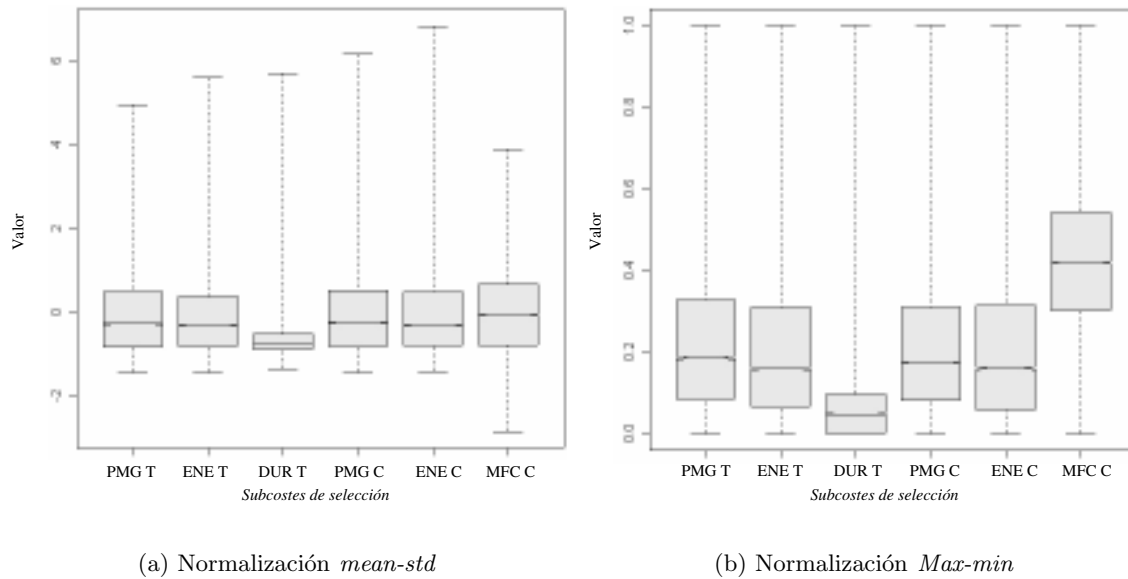 6
4
2
0
-2
Valor
PMG T ENE T DUR T PMG C ENE C MFC C
Subcostes de selección
(a) Normalización mean-std
1.0
0.8
0.6
0.4
0.2
0.0
Valor
PMG T ENE T DUR T PMG C ENE C MFC C
Subcostes de selección
(b) Normalización Max-min